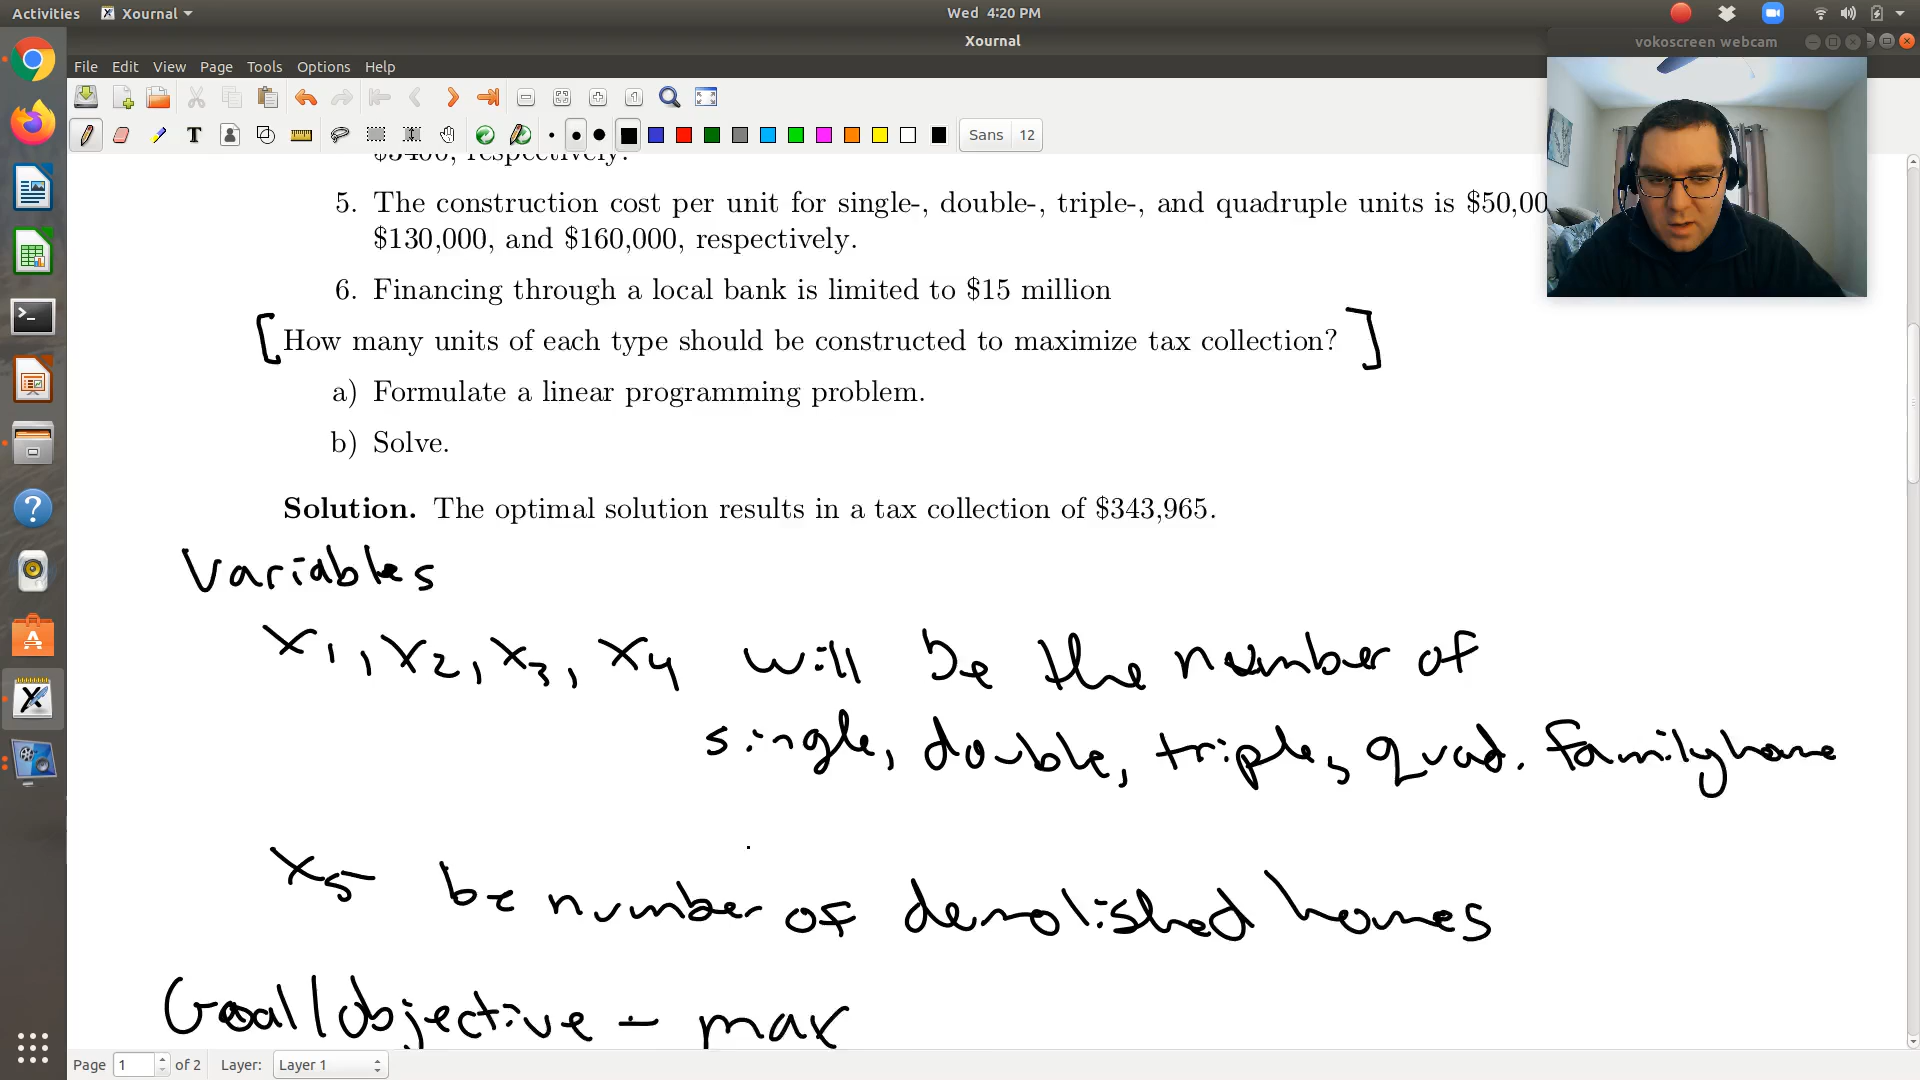 Activities Xournal Wed 4:20 PM
Xournal
vokoscreen webcam
File Edit View Page Tools Options Help
T Sans 12
$3400, respectively.
5. The construction cost per unit for single-, double-, triple-, and quadruple units is $50,00
$130,000, and $160,000, respectively.
6. Financing through a local bank is limited to $15 million
[How many units of each type should be constructed to maximize tax collection?]
a) Formulate a linear programming problem.
b) Solve.
Solution. The optimal solution results in a tax collection of $343,965.
Variables
x1, x2, x3, x4 will be the number of
single, double, triple, quad. family home
x5 be number of demolished homes
Goal/objective - max
Page 1 of 2 Layer: Layer 1